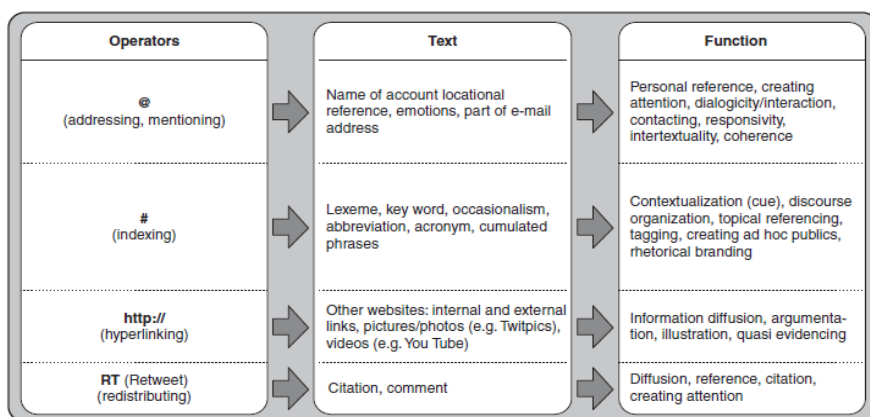 Operators
Text
Function
@
(addressing, mentioning)
Name of account locational
reference, emotions, part of e-mail
address
Personal reference, creating
attention, dialogicity/interaction,
contacting, responsivity,
intertextuality, coherence
#
(indexing)
Lexeme, key word, occasionalism,
abbreviation, acronym, cumulated
phrases
Contextualization (cue), discourse
organization, topical referencing,
tagging, creating ad hoc publics,
rhetorical branding
http://
(hyperlinking)
Other websites: internal and external
links, pictures/photos (e.g. Twitpics),
videos (e.g. You Tube)
Information diffusion, argumenta-
tion, illustration, quasi evidencing
RT (Retweet)
(redistributing)
Citation, comment
Diffusion, reference, citation,
creating attention